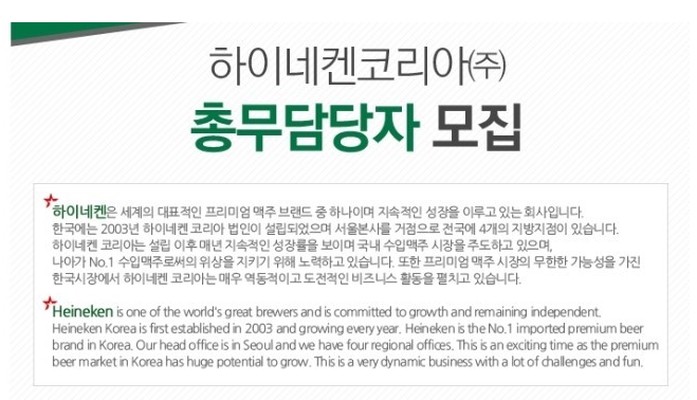 하이네켄코리아㈜
총무담당자 모집
하이네켄은 세계의 대표적인 프리미엄 맥주 브랜드 중 하나이며 지속적인 성장을 이루고 있는 회사입니다.
한국에는 2003년 하이네켄 코리아 법인이 설립되었으며 서울본사를 거점으로 전국에 4개의 지방지점이 있습니다.
하이네켄 코리아는 설립 이후 매년 지속적인 성장률을 보이며 국내 수입맥주 시장을 주도하고 있으며,
나아가 No.1 수입맥주로써의 위상을 지키기 위해 노력하고 있습니다. 또한 프리미엄 맥주 시장의 무한한 가능성을 가진
한국시장에서 하이네켄 코리아는 매우 역동적이고 도전적인 비즈니스 활동을 펼치고 있습니다.
Heineken is one of the world's great brewers and is committed to growth and remaining independent.
Heineken Korea is first established in 2003 and growing every year. Heineken is the No.1 imported premium beer
brand in Korea. Our head office is in Seoul and we have four regional offices. This is an exciting time as the premium
beer market in Korea has huge potential to grow. This is a very dynamic business with a lot of challenges and fun.